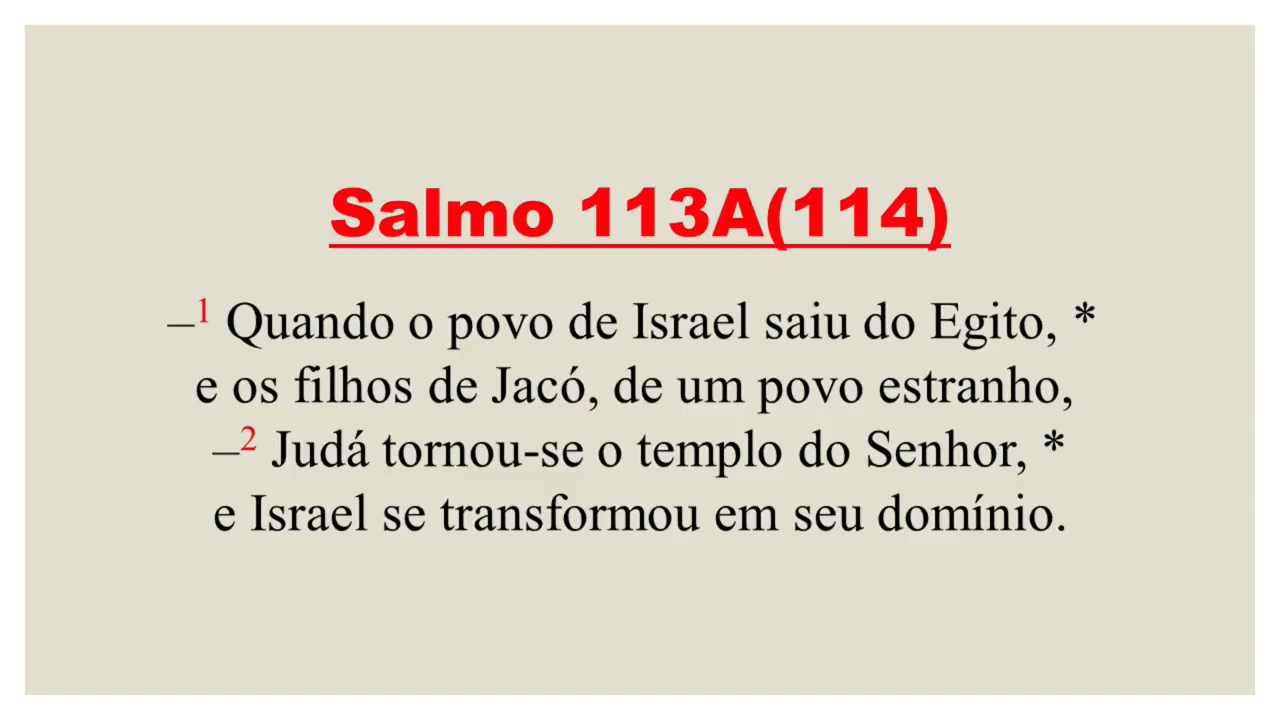 Salmo 113A(114)
–¹ Quando o povo de Israel saiu do Egito, *
e os filhos de Jacó, de um povo estranho,
–² Judá tornou-se o templo do Senhor, *
e Israel se transformou em seu domínio.